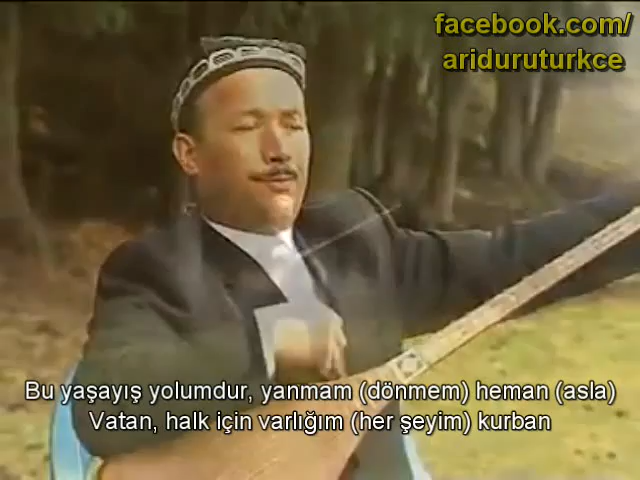 facebook.com/
ariduruturkce
Bu yaşayış yolumdur, yanmam (dönmem) heman (asla)
Vatan, halk için varlığım (her şeyim) kurban